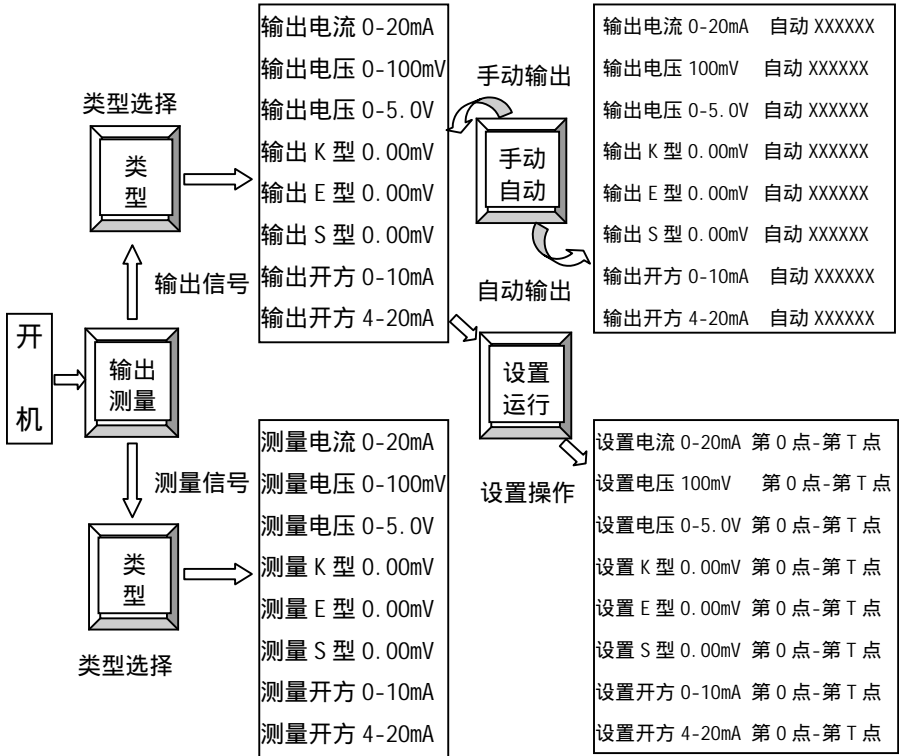 类型选择
类
型
输出信号
开
机
输出
测量
测量信号
类
型
类型选择
输出电流 0-20mA
输出电压 0-100mV
输出电压 0-5.0V
输出 K 型 0.00mV
输出 E 型 0.00mV
输出 S 型 0.00mV
输出开方 0-10mA
输出开方 4-20mA
测量电流 0-20mA
测量电压 0-100mV
测量电压 0-5.0V
测量 K 型 0.00mV
测量 E 型 0.00mV
测量 S 型 0.00mV
测量开方 0-10mA
测量开方 4-20mA
手动输出
手动
自动
自动输出
设置
运行
设置操作
输出电流 0-20mA 自动 XXXXXX
输出电压 100mV 自动 XXXXXX
输出电压 0-5.0V 自动 XXXXXX
输出 K 型 0.00mV 自动 XXXXXX
输出 E 型 0.00mV 自动 XXXXXX
输出 S 型 0.00mV 自动 XXXXXX
输出开方 0-10mA 自动 XXXXXX
输出开方 4-20mA 自动 XXXXXX
设置电流 0-20mA 第 0 点-第 T 点
设置电压 100mV 第 0 点-第 T 点
设置电压 0-5.0V 第 0 点-第 T 点
设置 K 型 0.00mV 第 0 点-第 T 点
设置 E 型 0.00mV 第 0 点-第 T 点
设置 S 型 0.00mV 第 0 点-第 T 点
设置开方 0-10mA 第 0 点-第 T 点
设置开方 4-20mA 第 0 点-第 T 点